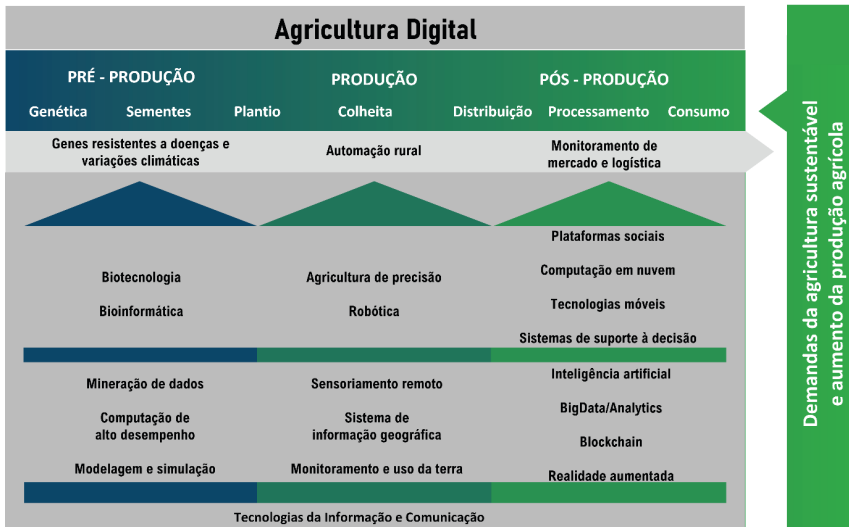 Agricultura Digital
PRÉ - PRODUÇÃO
PRODUÇÃO
PÓS - PRODUÇÃO
Genética
Sementes
Plantio
Colheita
Distribuição
Processamento
Consumo
Genes resistentes a doenças e
variações climáticas
Automação rural
Monitoramento de
mercado e logística
Biotecnologia
Bioinformática
Agricultura de precisão
Robótica
Plataformas sociais
Computação em nuvem
Tecnologias móveis
Sistemas de suporte à decisão
Mineração de dados
Computação de
alto desempenho
Modelagem e simulação
Sensoriamento remoto
Sistema de
informação geográfica
Monitoramento e uso da terra
Inteligência artificial
BigData/Analytics
Blockchain
Realidade aumentada
Tecnologias da Informação e Comunicação
Demandas da agricultura sustentável
e aumento da produção agrícola